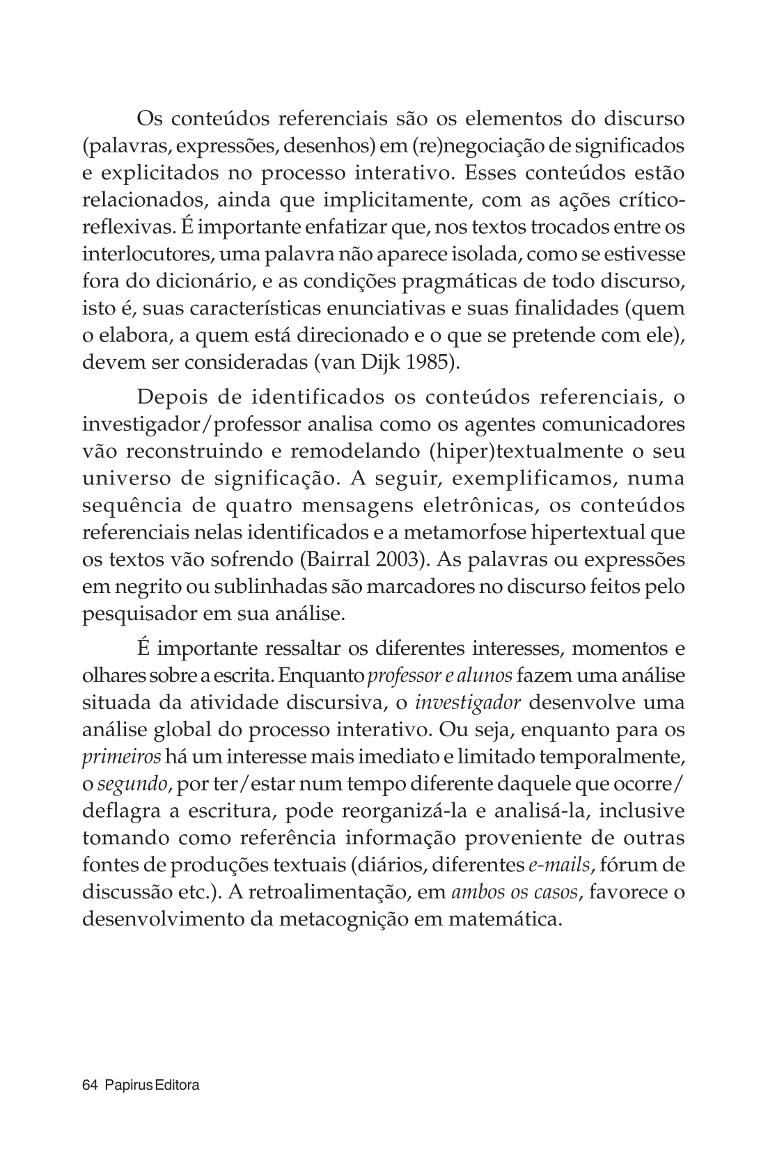 Os conteúdos referenciais são os elementos do discurso
(palavras, expressões, desenhos) em (re)negociação de significados
e explicitados no processo interativo. Esses conteúdos estão
relacionados, ainda que implicitamente, com as ações crítico-
reflexivas. É importante enfatizar que, nos textos trocados entre os
interlocutores, uma palavra não aparece isolada, como se estivesse
fora do dicionário, e as condições pragmáticas de todo discurso,
isto é, suas características enunciativas e suas finalidades (quem
o elabora, a quem está direcionado e o que se pretende com ele),
devem ser consideradas (van Dijk 1985).
Depois de identificados os conteúdos referenciais, o
investigador/professor analisa como os agentes comunicadores
vão reconstruindo e remodelando (hiper)textualmente o seu
universo de significação. A seguir, exemplificamos, numa
sequência de quatro mensagens eletrônicas, os conteúdos
referenciais nelas identificados e a metamorfose hipertextual que
os textos vão sofrendo (Bairral 2003). As palavras ou expressões
em negrito ou sublinhadas são marcadores no discurso feitos pelo
pesquisador em sua análise.
É importante ressaltar os diferentes interesses, momentos e
olhares sobre a escrita. Enquanto professor e alunos fazem uma análise
situada da atividade discursiva, o investigador desenvolve uma
análise global do processo interativo. Ou seja, enquanto para os
primeiros há um interesse mais imediato e limitado temporalmente,
o segundo, por ter/estar num tempo diferente daquele que ocorre/
deflagra a escritura, pode reorganizá-la e analisá-la, inclusive
tomando como referência informação proveniente de outras
fontes de produções textuais (diários, diferentes e-mails, fórum de
discussão etc.). A retroalimentação, em ambos os casos, favorece o
desenvolvimento da metacognição em matemática.
64 Papirus Editora